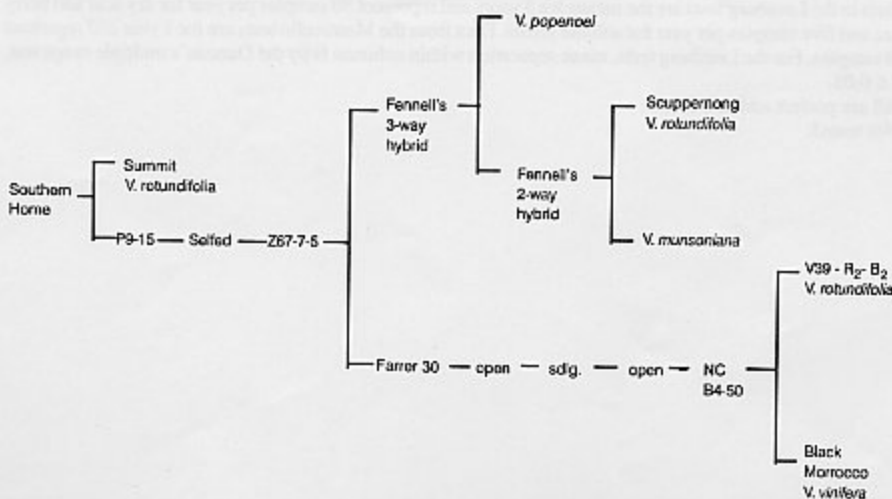 V. popenoei
Fennell's
3-way
hybrid
Scuppernong
V. rotundifolia
Summit
V. rotundifolia
Fennell's
2-way
hybrid
Southern
Home
P9-15 — Selfed — Z67-7-5
V. munsoniana
V39 - R₂- B₂
V. rotundifolia
Farrer 30 — open — sdlg. — open — NC
B4-50
Black
Morrocco
V. vinifera